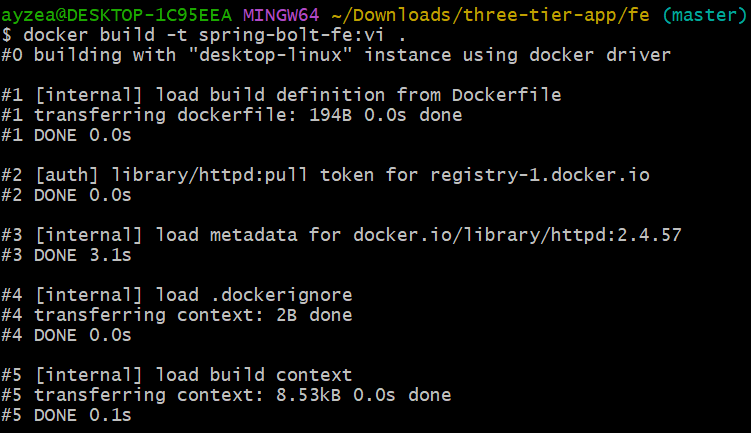 ayzea@DESKTOP-1C95EEA MINGW64 ~/Downloads/three-tier-app/fe (master)
$ docker build -t spring-bolt-fe:vi .
#0 building with "desktop-linux" instance using docker driver
#1 [internal] load build definition from Dockerfile
#1 transferring dockerfile: 194B 0.0s done
#1 DONE 0.0s
#2 [auth] library/httpd:pull token for registry-1.docker.io
#2 DONE 0.0s
#3 [internal] load metadata for docker.io/library/httpd:2.4.57
#3 DONE 3.1s
#4 [internal] load .dockerignore
#4 transferring context: 2B done
#4 DONE 0.0s
#5 [internal] load build context
#5 transferring context: 8.53kB 0.0s done
#5 DONE 0.1s